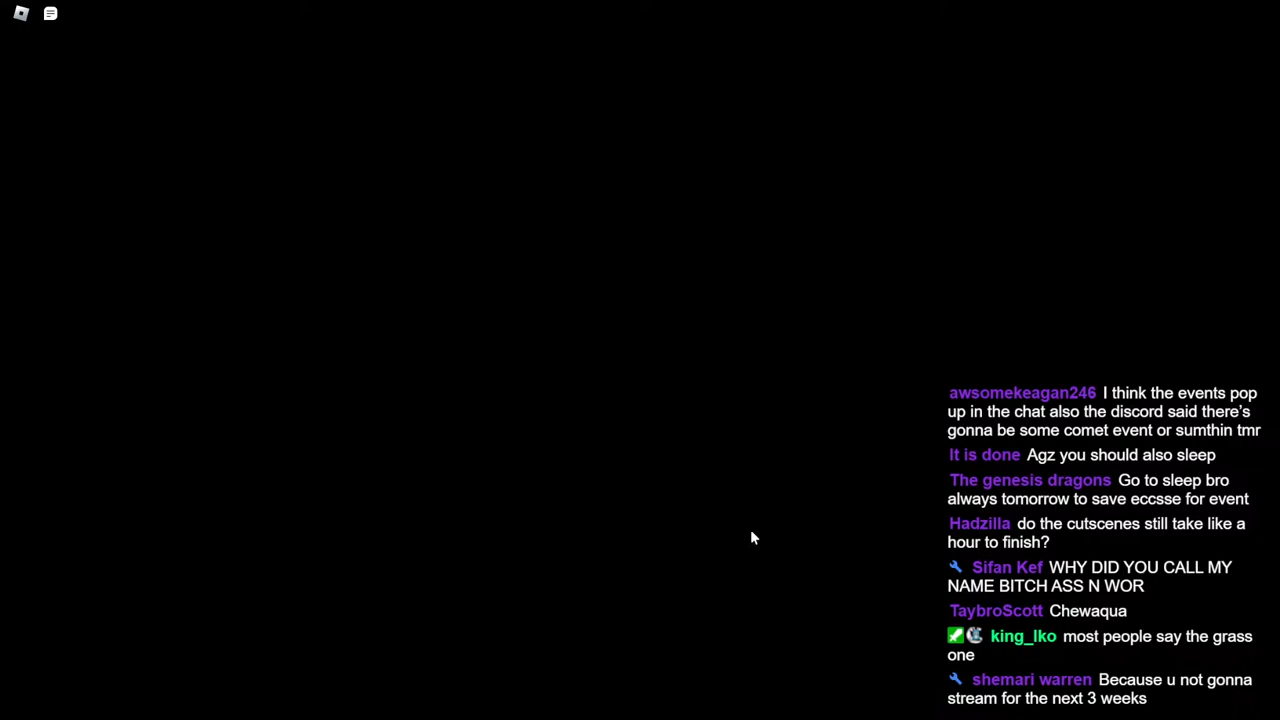 awsomekeagan246 I think the events pop
up in the chat also the discord said there's
gonna be some comet event or sumthin tmr
It is done Agz you should also sleep
The genesis dragons Go to sleep bro
always tomorrow to save eccsse for event
Hadzilla do the cutscenes still take like a
hour to finish?
Sifan Kef WHY DID YOU CALL MY
NAME BITCH ASS N WOR
TaybroScott Chewaqua
king_lko most people say the grass
one
shemari warren Because u not gonna
stream for the next 3 weeks